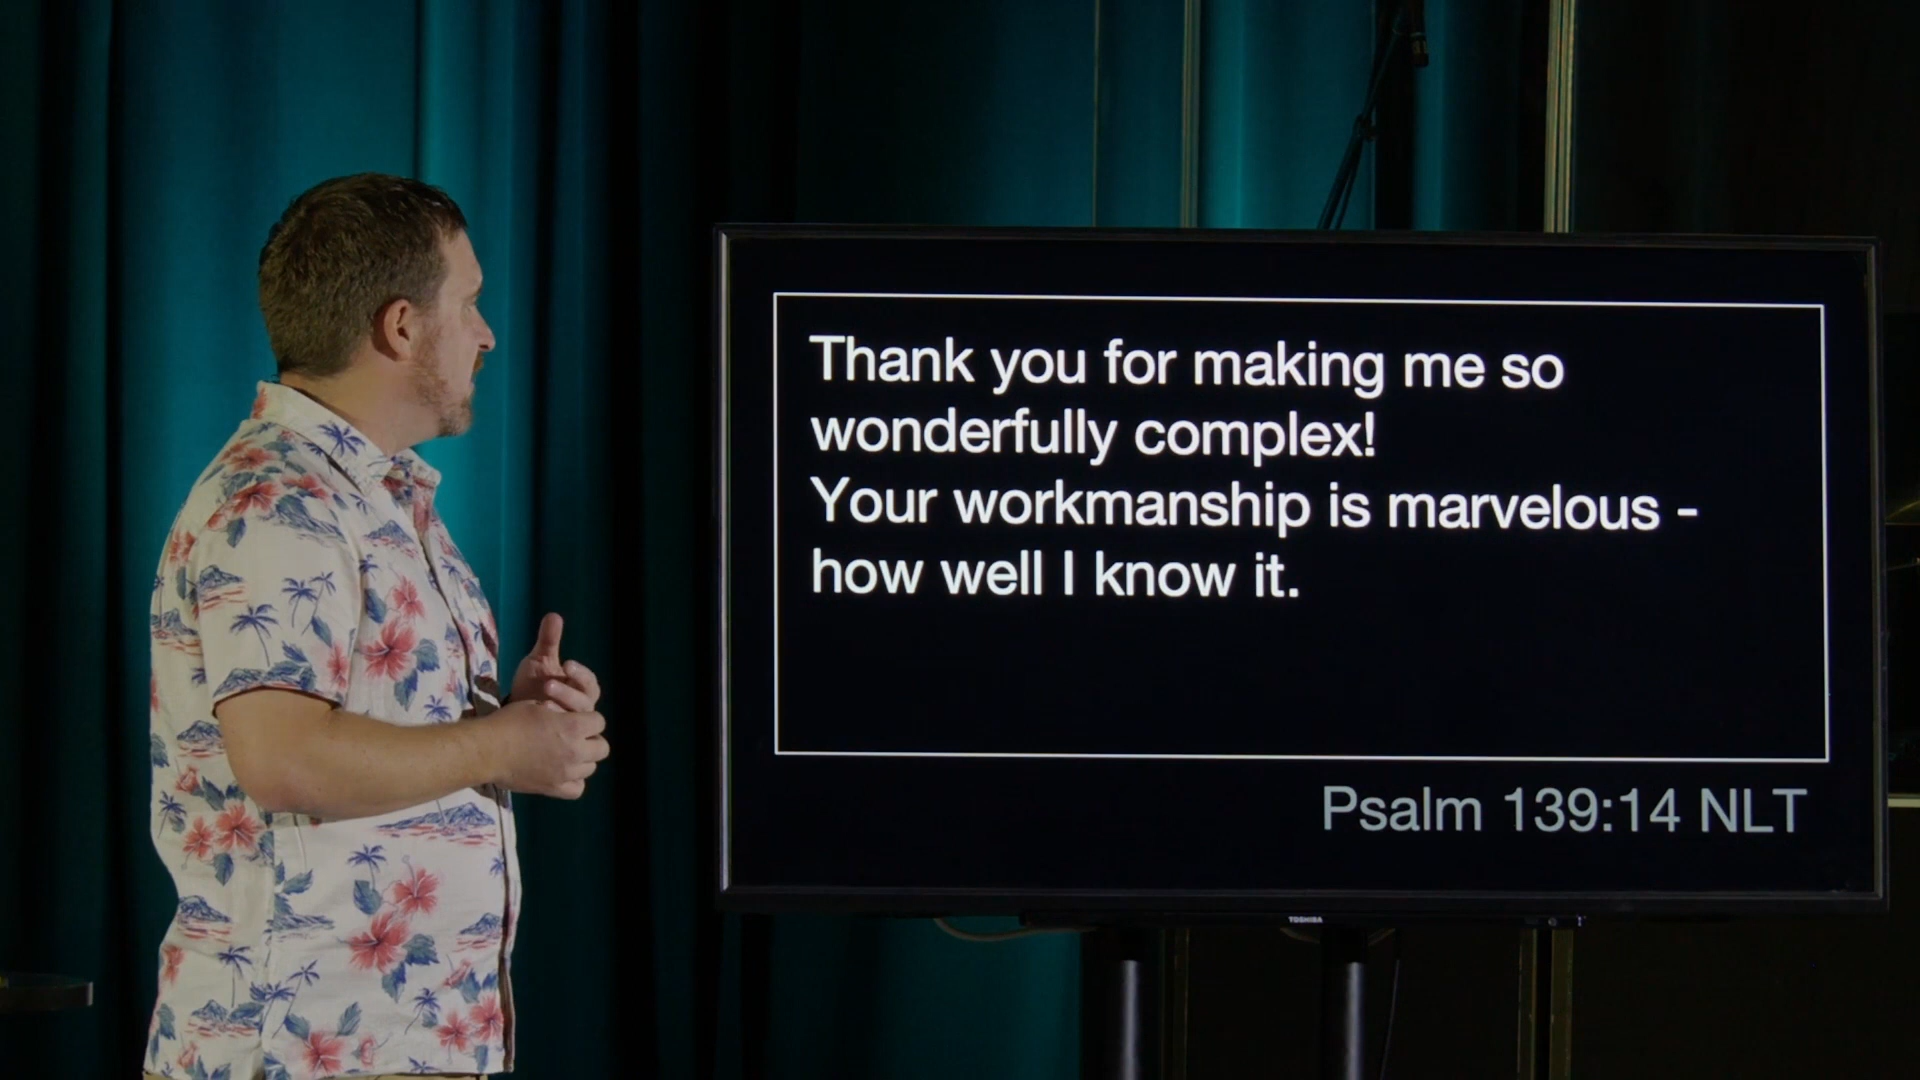 Thank you for making me so
wonderfully complex!
Your workmanship is marvelous -
how well I know it.
Psalm 139:14 NLT
TOSHIBA